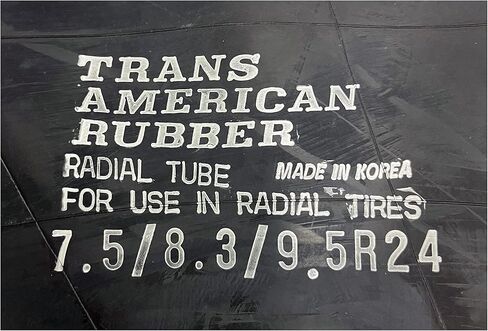 TRANS
AMERICAN
RUBBER
RADIAL TUBE MADE IN KOREA
FOR USE IN RADIAL TIRES
7.5/8.3/9.5R24